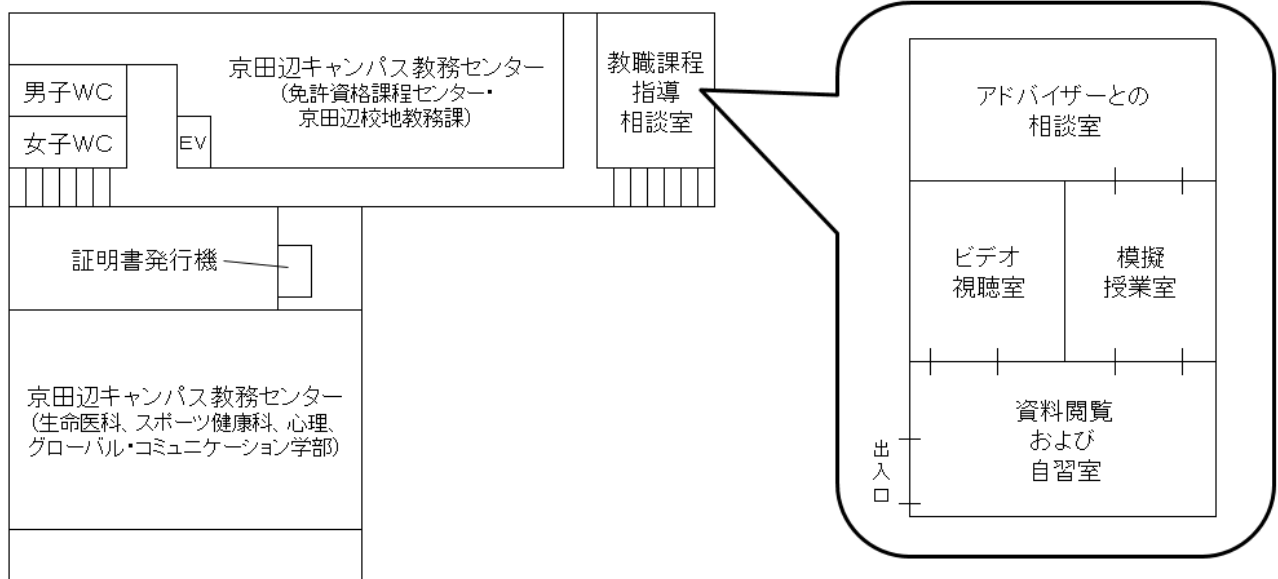 男子WC
女子WC
EV
京田辺キャンパス教務センター
(免許資格課程センター・
京田辺校地教務課)
教職課程
指導
相談室
証明書発行機
京田辺キャンパス教務センター
(生命医科、スポーツ健康科、心理、
グローバル・コミュニケーション学部)
アドバイザーとの
相談室
ビデオ
視聴室
模擬
授業室
資料閲覧
および
自習室
出入口